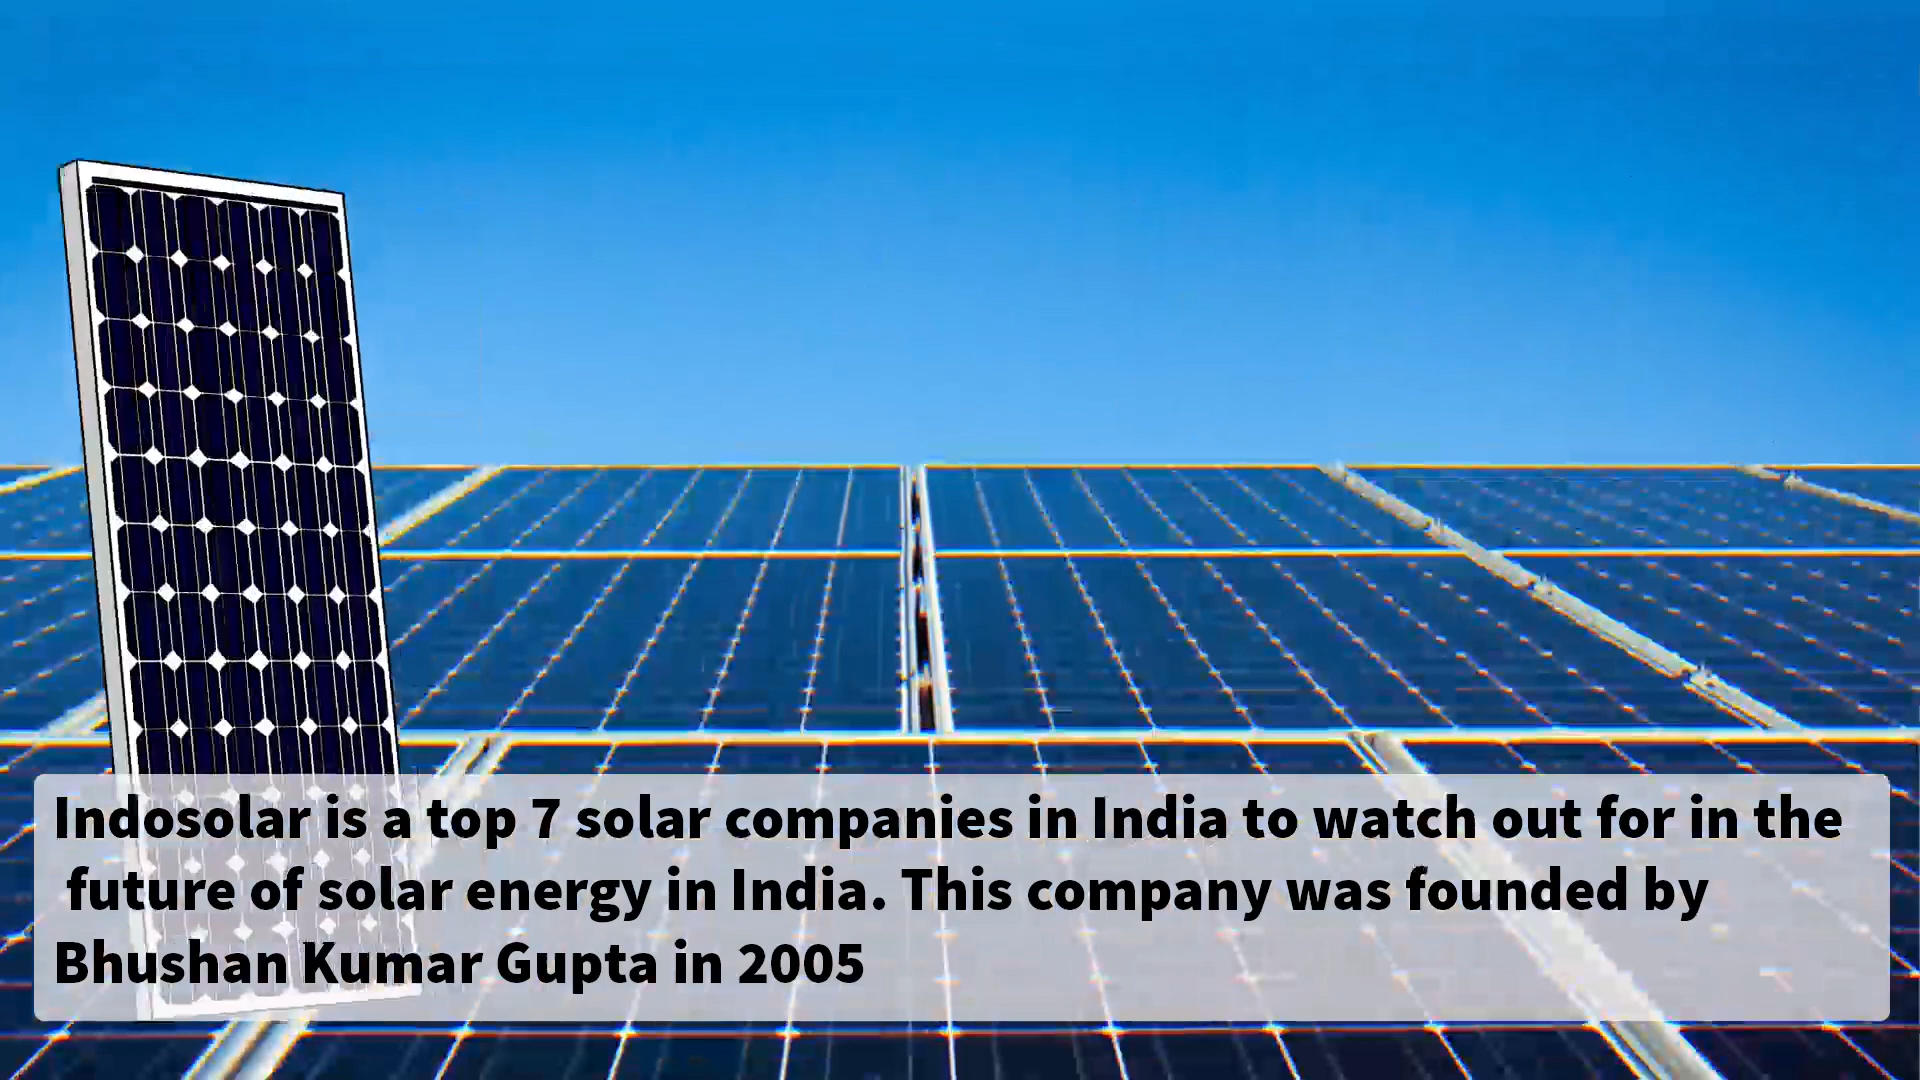 Indosolar is a top 7 solar companies in India to watch out for in the
future of solar energy in India. This company was founded by
Bhushan Kumar Gupta in 2005